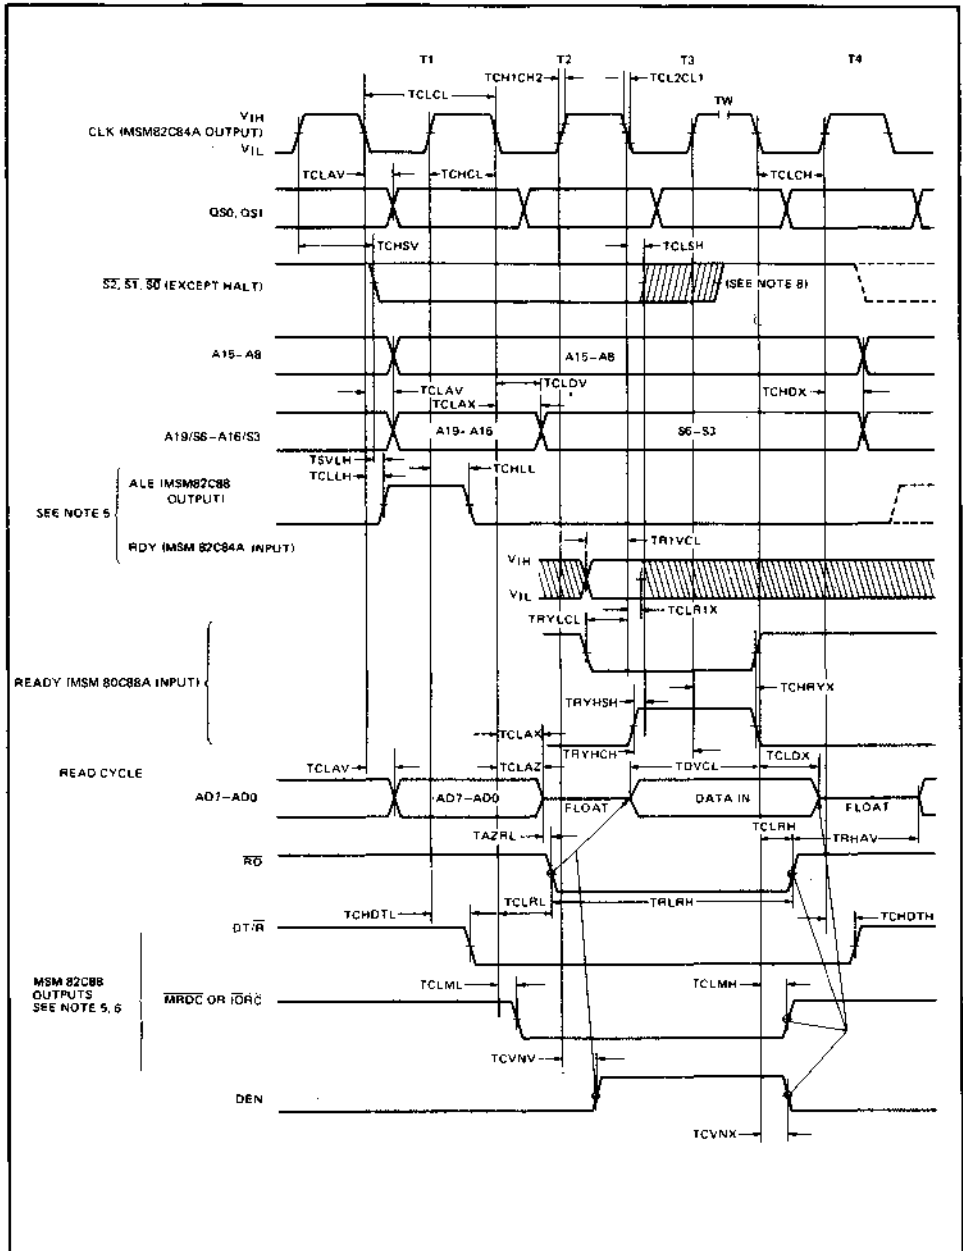 T1 T2 T3 T4
TCH1CH2 TCL2CL1
TCLCL
TW
VIH
CLK (MSM82C84A OUTPUT)
VIL
TCLAV TCHCL TCLCH
QS0, QS1
TCHSV TCLSH
S2, S1, S0 (EXCEPT HALT) (SEE NOTE 8)
A15-A8 A15-A8
TCLDV
TCLAV TCHDX
TCLAX
A19/S6-A16/S3 A19-A16 S6-S3
TSVLH TCHLL
TCLLH
ALE (MSM82C88
OUTPUT)
SEE NOTE 5
RDY (MSM 82C84A INPUT)
TR1VCL
VIH
VIL
TCLR1X
TRYLCL
READY (MSM 80C88A INPUT)
TRYHSH TCHRYX
TCLAX
TRYHCH TDVCL TCLDX
READ CYCLE
TCLAV TCLAZ
AD7-AD0 AD7-AD0 FLOAT DATA IN FLOAT
TAZRL TCLRH TRHAV
RD
TCHDTL TCLRL TRLRH TCHDTH
DT/R
MSM 82C88
OUTPUTS
SEE NOTE 5, 6
TCLML TCLMH
MRDC OR IORC
TCVNV
DEN
TCVNX